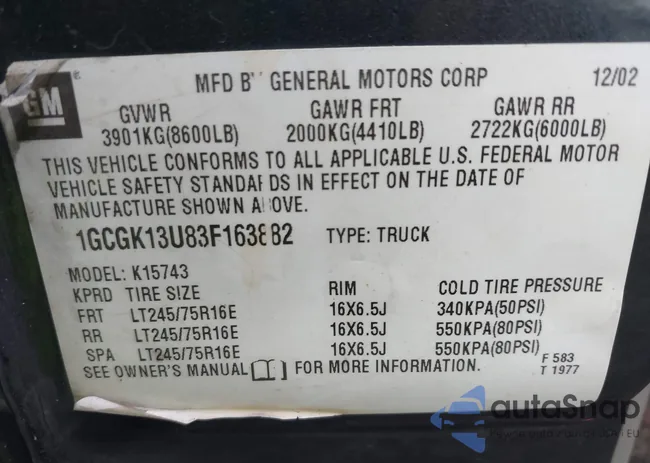 GM ®
MFD B' GENERAL MOTORS CORP 12/02
GVWR GAWR FRT GAWR RR
3901KG(8600LB) 2000KG(4410LB) 2722KG(6000LB)
THIS VEHICLE CONFORMS TO ALL APPLICABLE U.S. FEDERAL MOTOR
VEHICLE SAFETY STANDARDS IN EFFECT ON THE DATE OF
MANUFACTURE SHOWN ABOVE.
1GCGK13U83F163882 TYPE: TRUCK
MODEL: K15743
KPRD TIRE SIZE RIM COLD TIRE PRESSURE
FRT LT245/75R16E 16X6.5J 340KPA(50PSI)
RR LT245/75R16E 16X6.5J 550KPA(80PSI)
SPA LT245/75R16E 16X6.5J 550KPA(80PSI)
SEE OWNER'S MANUAL FOR MORE INFORMATION.
F 583
T 1977
autoSnap